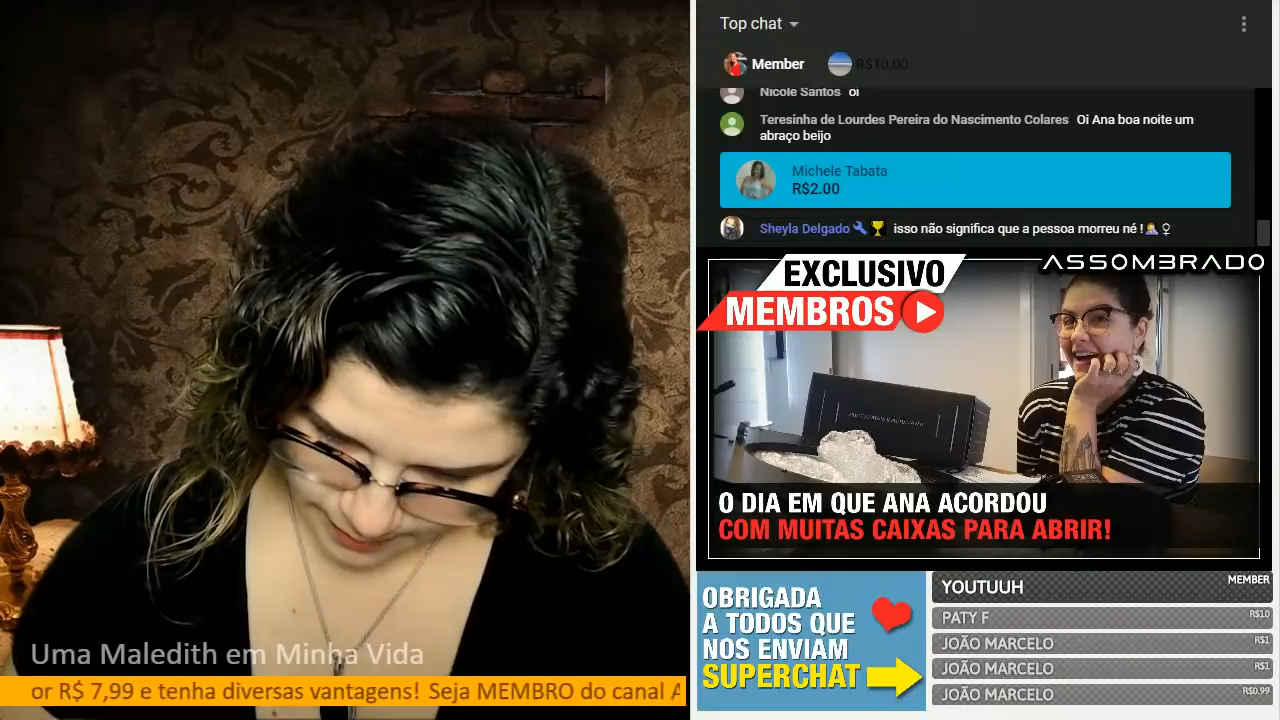 Top chat
Member
R$10.00
Nicole Santos oi
Teresinha de Lourdes Pereira do Nascimento Colares Oi Ana boa noite um
abraço beijo
Michele Tabata
R$2.00
Sheyla Delgado isso não significa que a pessoa morreu né !
EXCLUSIVO
ASSOMBRADO
MEMBROS
O DIA EM QUE ANA ACORDOU
COM MUITAS CAIXAS PARA ABRIR!
OBRIGADA
A TODOS QUE
NOS ENVIAM
SUPERCHAT
YOUTUUH MEMBER
PATY F R$10
JOÃO MARCELO R$1
JOÃO MARCELO R$1
JOÃO MARCELO R$0,99
Uma Maledith em Minha Vida
or R$ 7,99 e tenha diversas vantagens! Seja MEMBRO do canal A